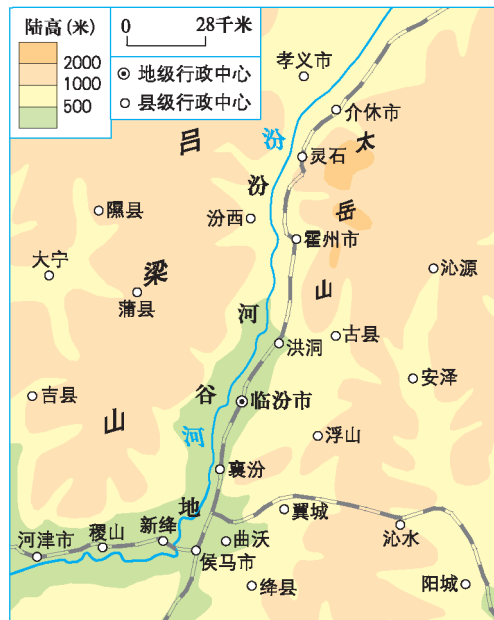 陆高(米)
2000
1000
500
0 28千米
地级行政中心
县级行政中心
孝义市
介休市
吕
汾
太
灵石
汾
隰县
汾西
岳
霍州市
大宁
梁
沁源
蒲县
山
河
洪洞
古县
安泽
吉县
谷
临汾市
山
河
浮山
襄汾
地
翼城
新绛
稷山
河津市
曲沃
沁水
侯马市
绛县
阳城